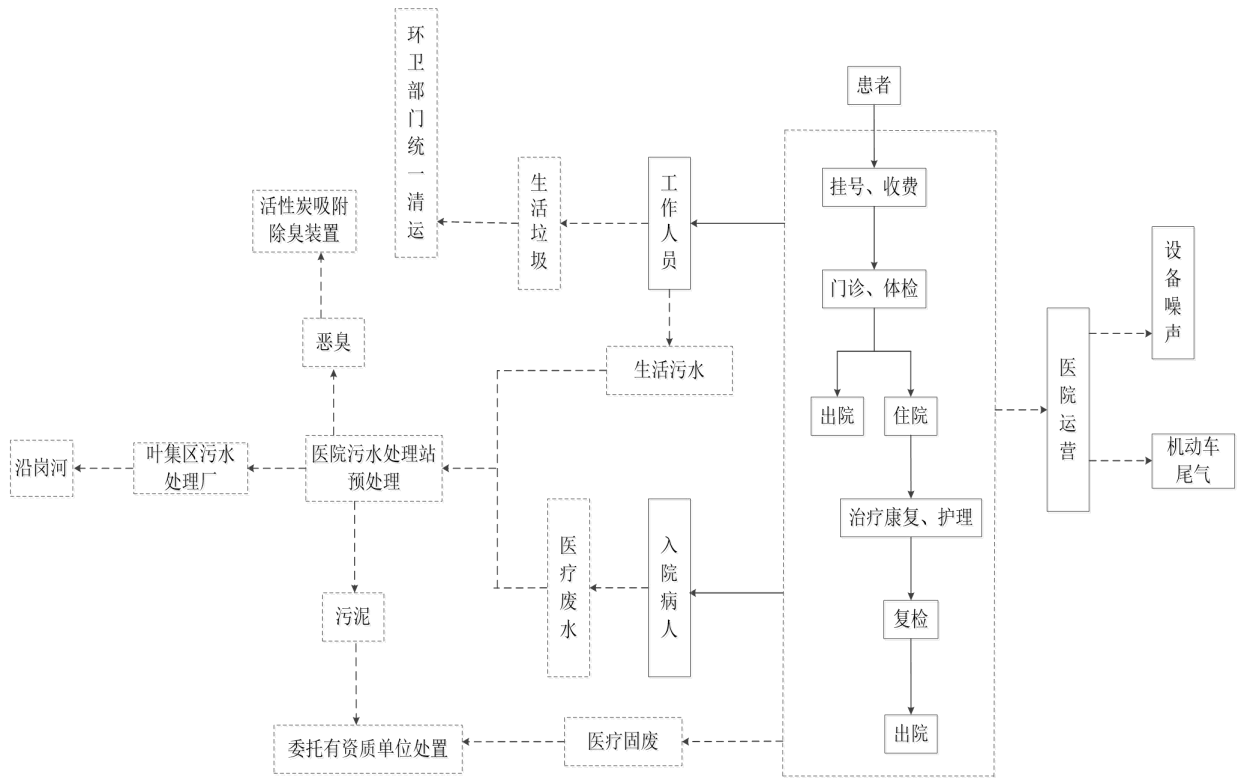 环卫部门统一清运
患者
挂号、收费
工作人员
生活垃圾
活性炭吸附
除臭装置
门诊、体检
设备噪声
恶臭
生活污水
医院运营
出院
住院
沿岗河
叶集区污水
处理厂
医院污水处理站
预处理
机动车
尾气
治疗康复、护理
医疗废水
入院病人
污泥
复检
出院
委托有资质单位处置
医疗固废